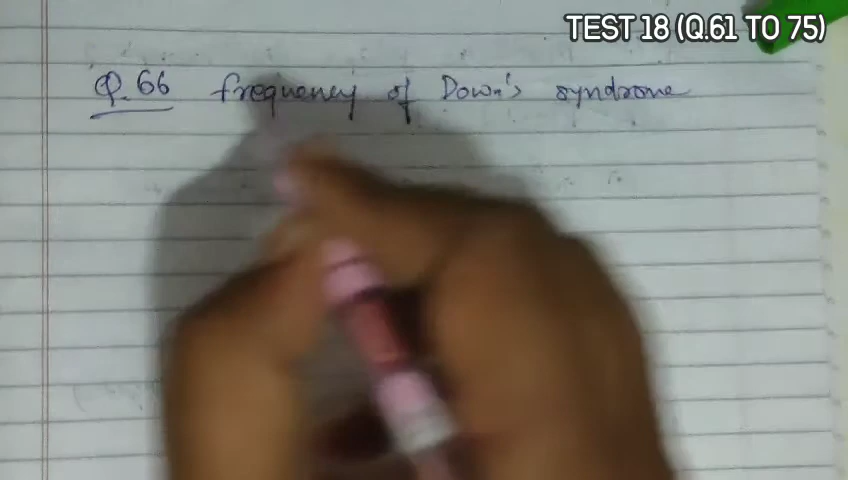 TEST 18 (Q.61 TO 75)
Q.66 frequency of Down's syndrome